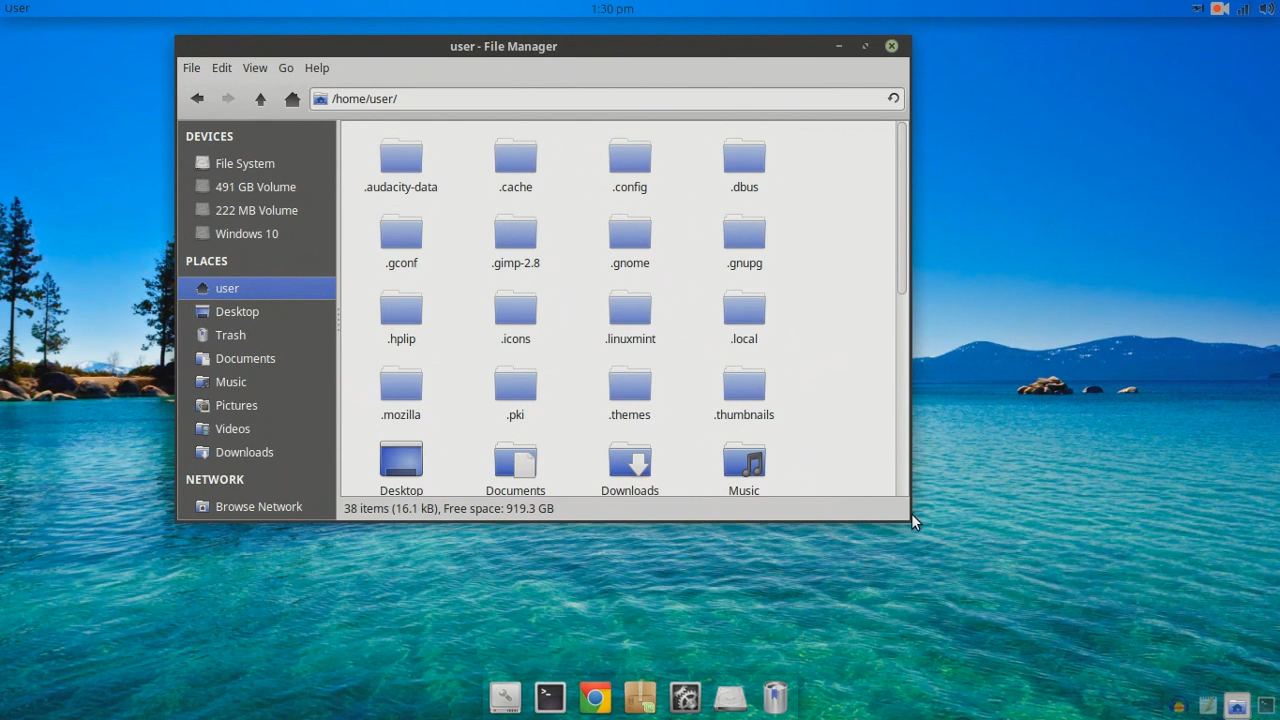 User
1:30 pm
user - File Manager
File Edit View Go Help
/home/user/
DEVICES
File System
491 GB Volume
222 MB Volume
Windows 10
PLACES
user
Desktop
Trash
Documents
Music
Pictures
Videos
Downloads
NETWORK
Browse Network
.audacity-data .cache .config .dbus
.gconf .gimp-2.8 .gnome .gnupg
.hplip .icons .linuxmint .local
.mozilla .pki .themes .thumbnails
Desktop Documents Downloads Music
38 items (16.1 kB), Free space: 919.3 GB